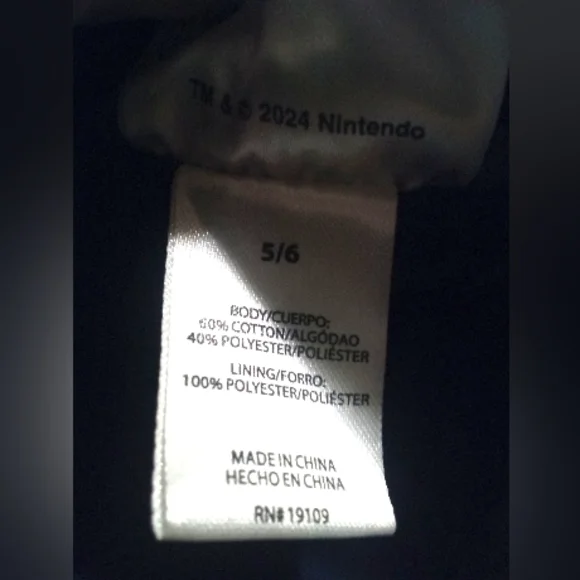 TM & © 2024 Nintendo
5/6
BODY/CUERPO:
60% COTTON/ALGODAO
40% POLYESTER/POLIÉSTER
LINING/FORRO:
100% POLYESTER/POLIÉSTER
MADE IN CHINA
HECHO EN CHINA
RN# 19109